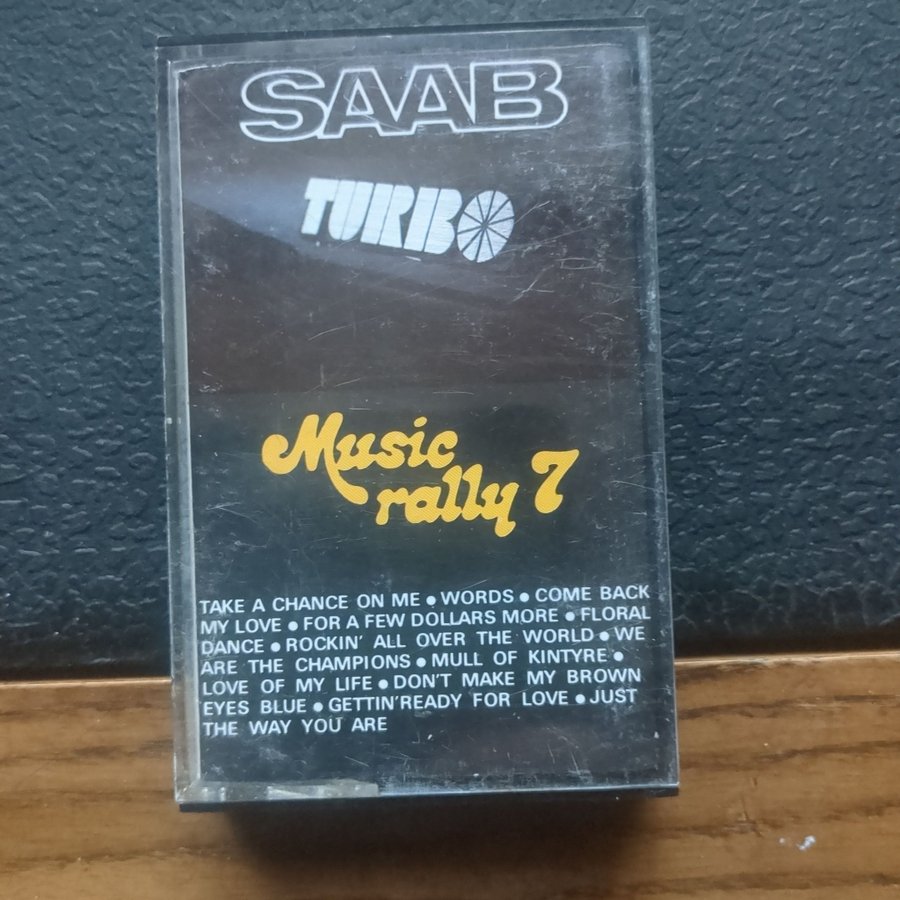 SAAB
TURBO
Music
rally 7
TAKE A CHANCE ON ME • WORDS • COME BACK
MY LOVE • FOR A FEW DOLLARS MORE • FLORAL
DANCE • ROCKIN' ALL OVER THE WORLD • WE
ARE THE CHAMPIONS • MULL OF KINTYRE •
LOVE OF MY LIFE • DON'T MAKE MY BROWN
EYES BLUE • GETTIN'READY FOR LOVE • JUST
THE WAY YOU ARE